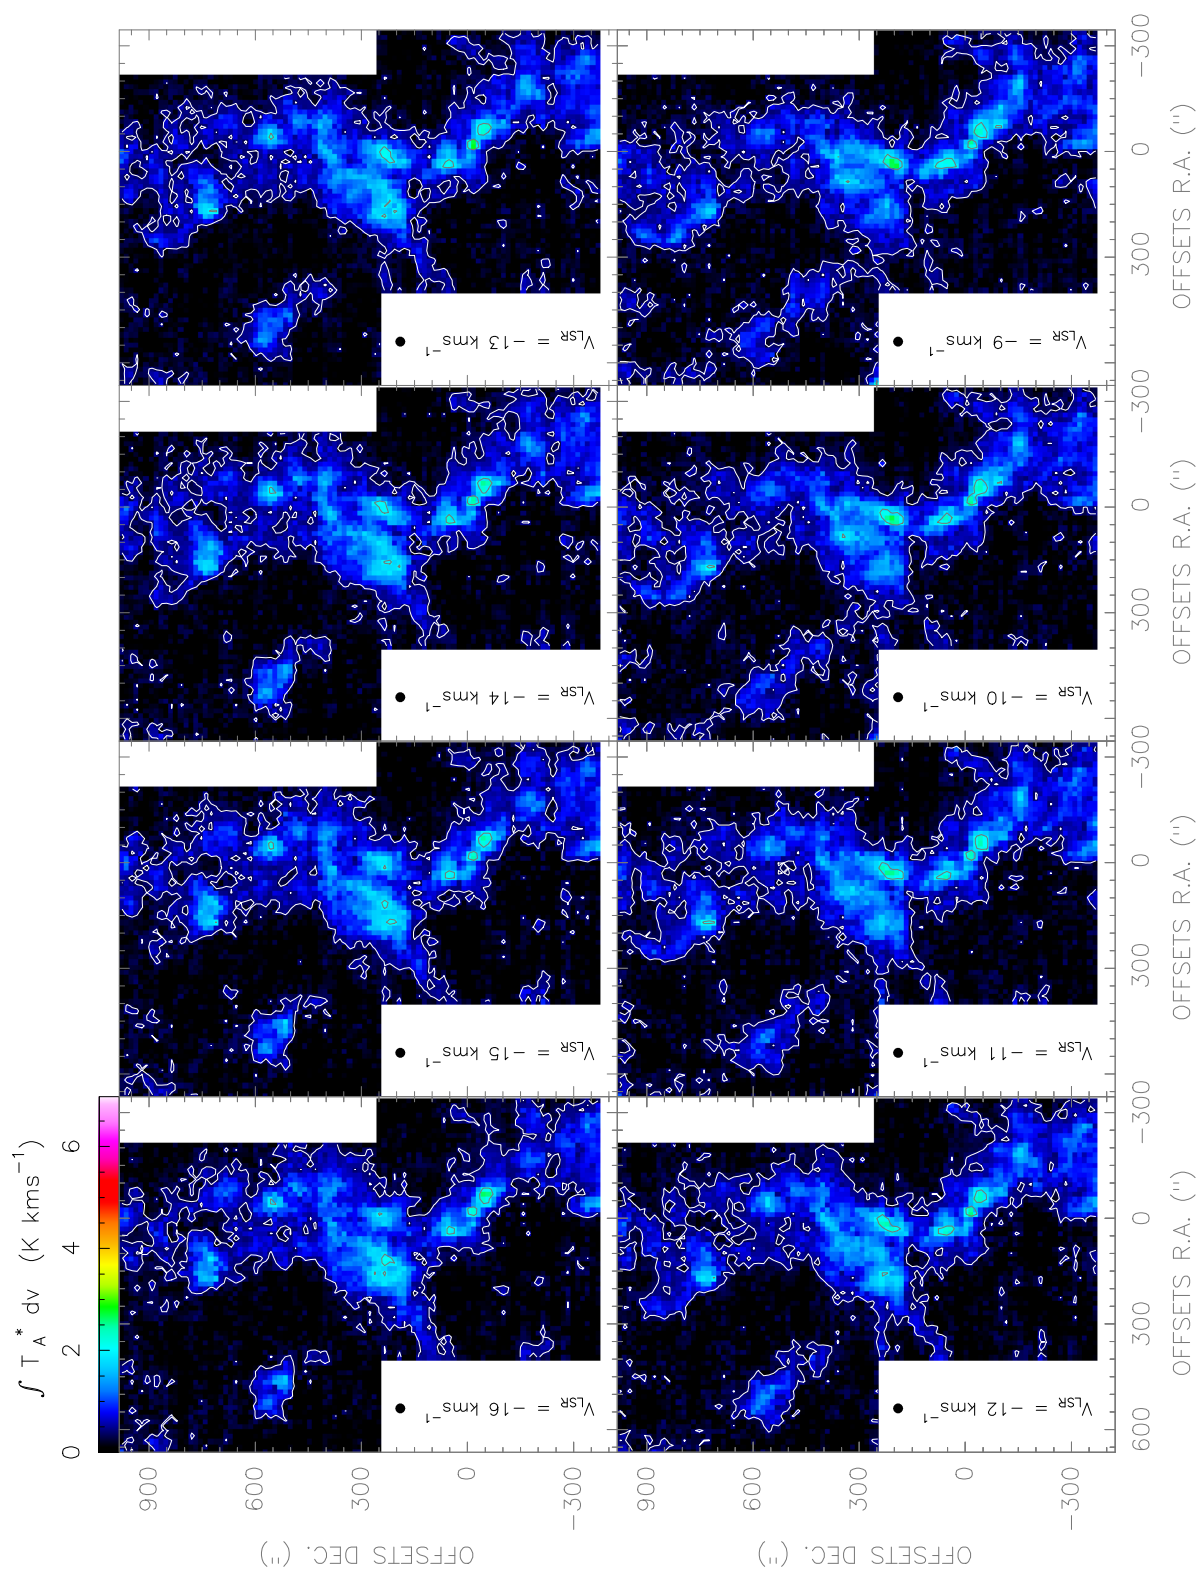 ∫ T_A* dv (K kms⁻¹)
0 2 4 6
V_LSR = −16 kms⁻¹
V_LSR = −15 kms⁻¹
V_LSR = −14 kms⁻¹
V_LSR = −13 kms⁻¹
900
600
300
0
−300
OFFSETS DEC. (")
V_LSR = −12 kms⁻¹
V_LSR = −11 kms⁻¹
V_LSR = −10 kms⁻¹
V_LSR = −9 kms⁻¹
900
600
300
0
−300
OFFSETS DEC. (")
600 300 0 −300 300 0 −300 300 0 −300 300 0 −300
OFFSETS R.A. (") OFFSETS R.A. (") OFFSETS R.A. (") OFFSETS R.A. (")